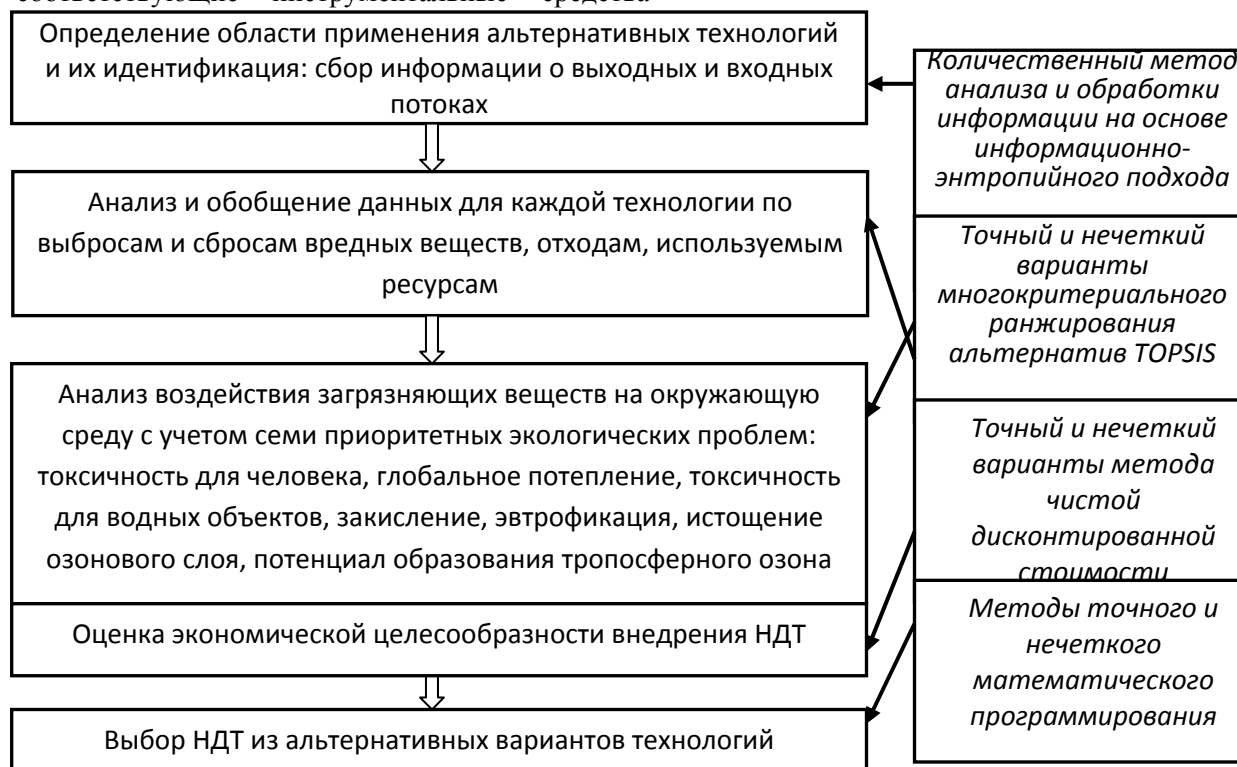 соответствующие инструментальные средства
Определение области применения альтернативных технологий
и их идентификация: сбор информации о выходных и входных
потоках
Анализ и обобщение данных для каждой технологии по
выбросам и сбросам вредных веществ, отходам, используемым
ресурсам
Анализ воздействия загрязняющих веществ на окружающую
среду с учетом семи приоритетных экологических проблем:
токсичность для человека, глобальное потепление, токсичность
для водных объектов, закисление, эвтрофикация, истощение
озонового слоя, потенциал образования тропосферного озона
Оценка экономической целесообразности внедрения НДТ
Выбор НДТ из альтернативных вариантов технологий
Количественный метод
анализа и обработки
информации на основе
информационно-
энтропийного подхода
Точный и нечеткий
варианты
многокритериального
ранжирования
альтернатив TOPSIS
Точный и нечеткий
варианты метода
чистой
дисконтированной
стоимости
Методы точного и
нечеткого
математического
программирования